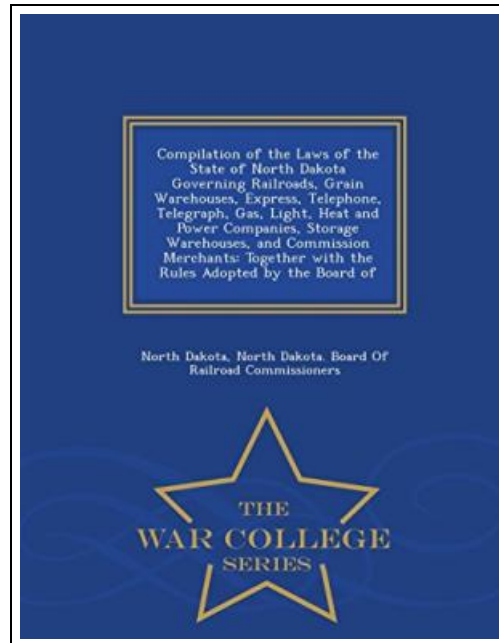 Compilation of the Laws of the
State of North Dakota
Governing Railroads, Grain
Warehouses, Express, Telephone,
Telegraph, Gas, Light, Heat and
Power Companies, Storage
Warehouses, and Commission
Merchants: Together with the
Rules Adopted by the Board of
North Dakota, North Dakota. Board Of
Railroad Commissioners
THE
WAR COLLEGE
SERIES